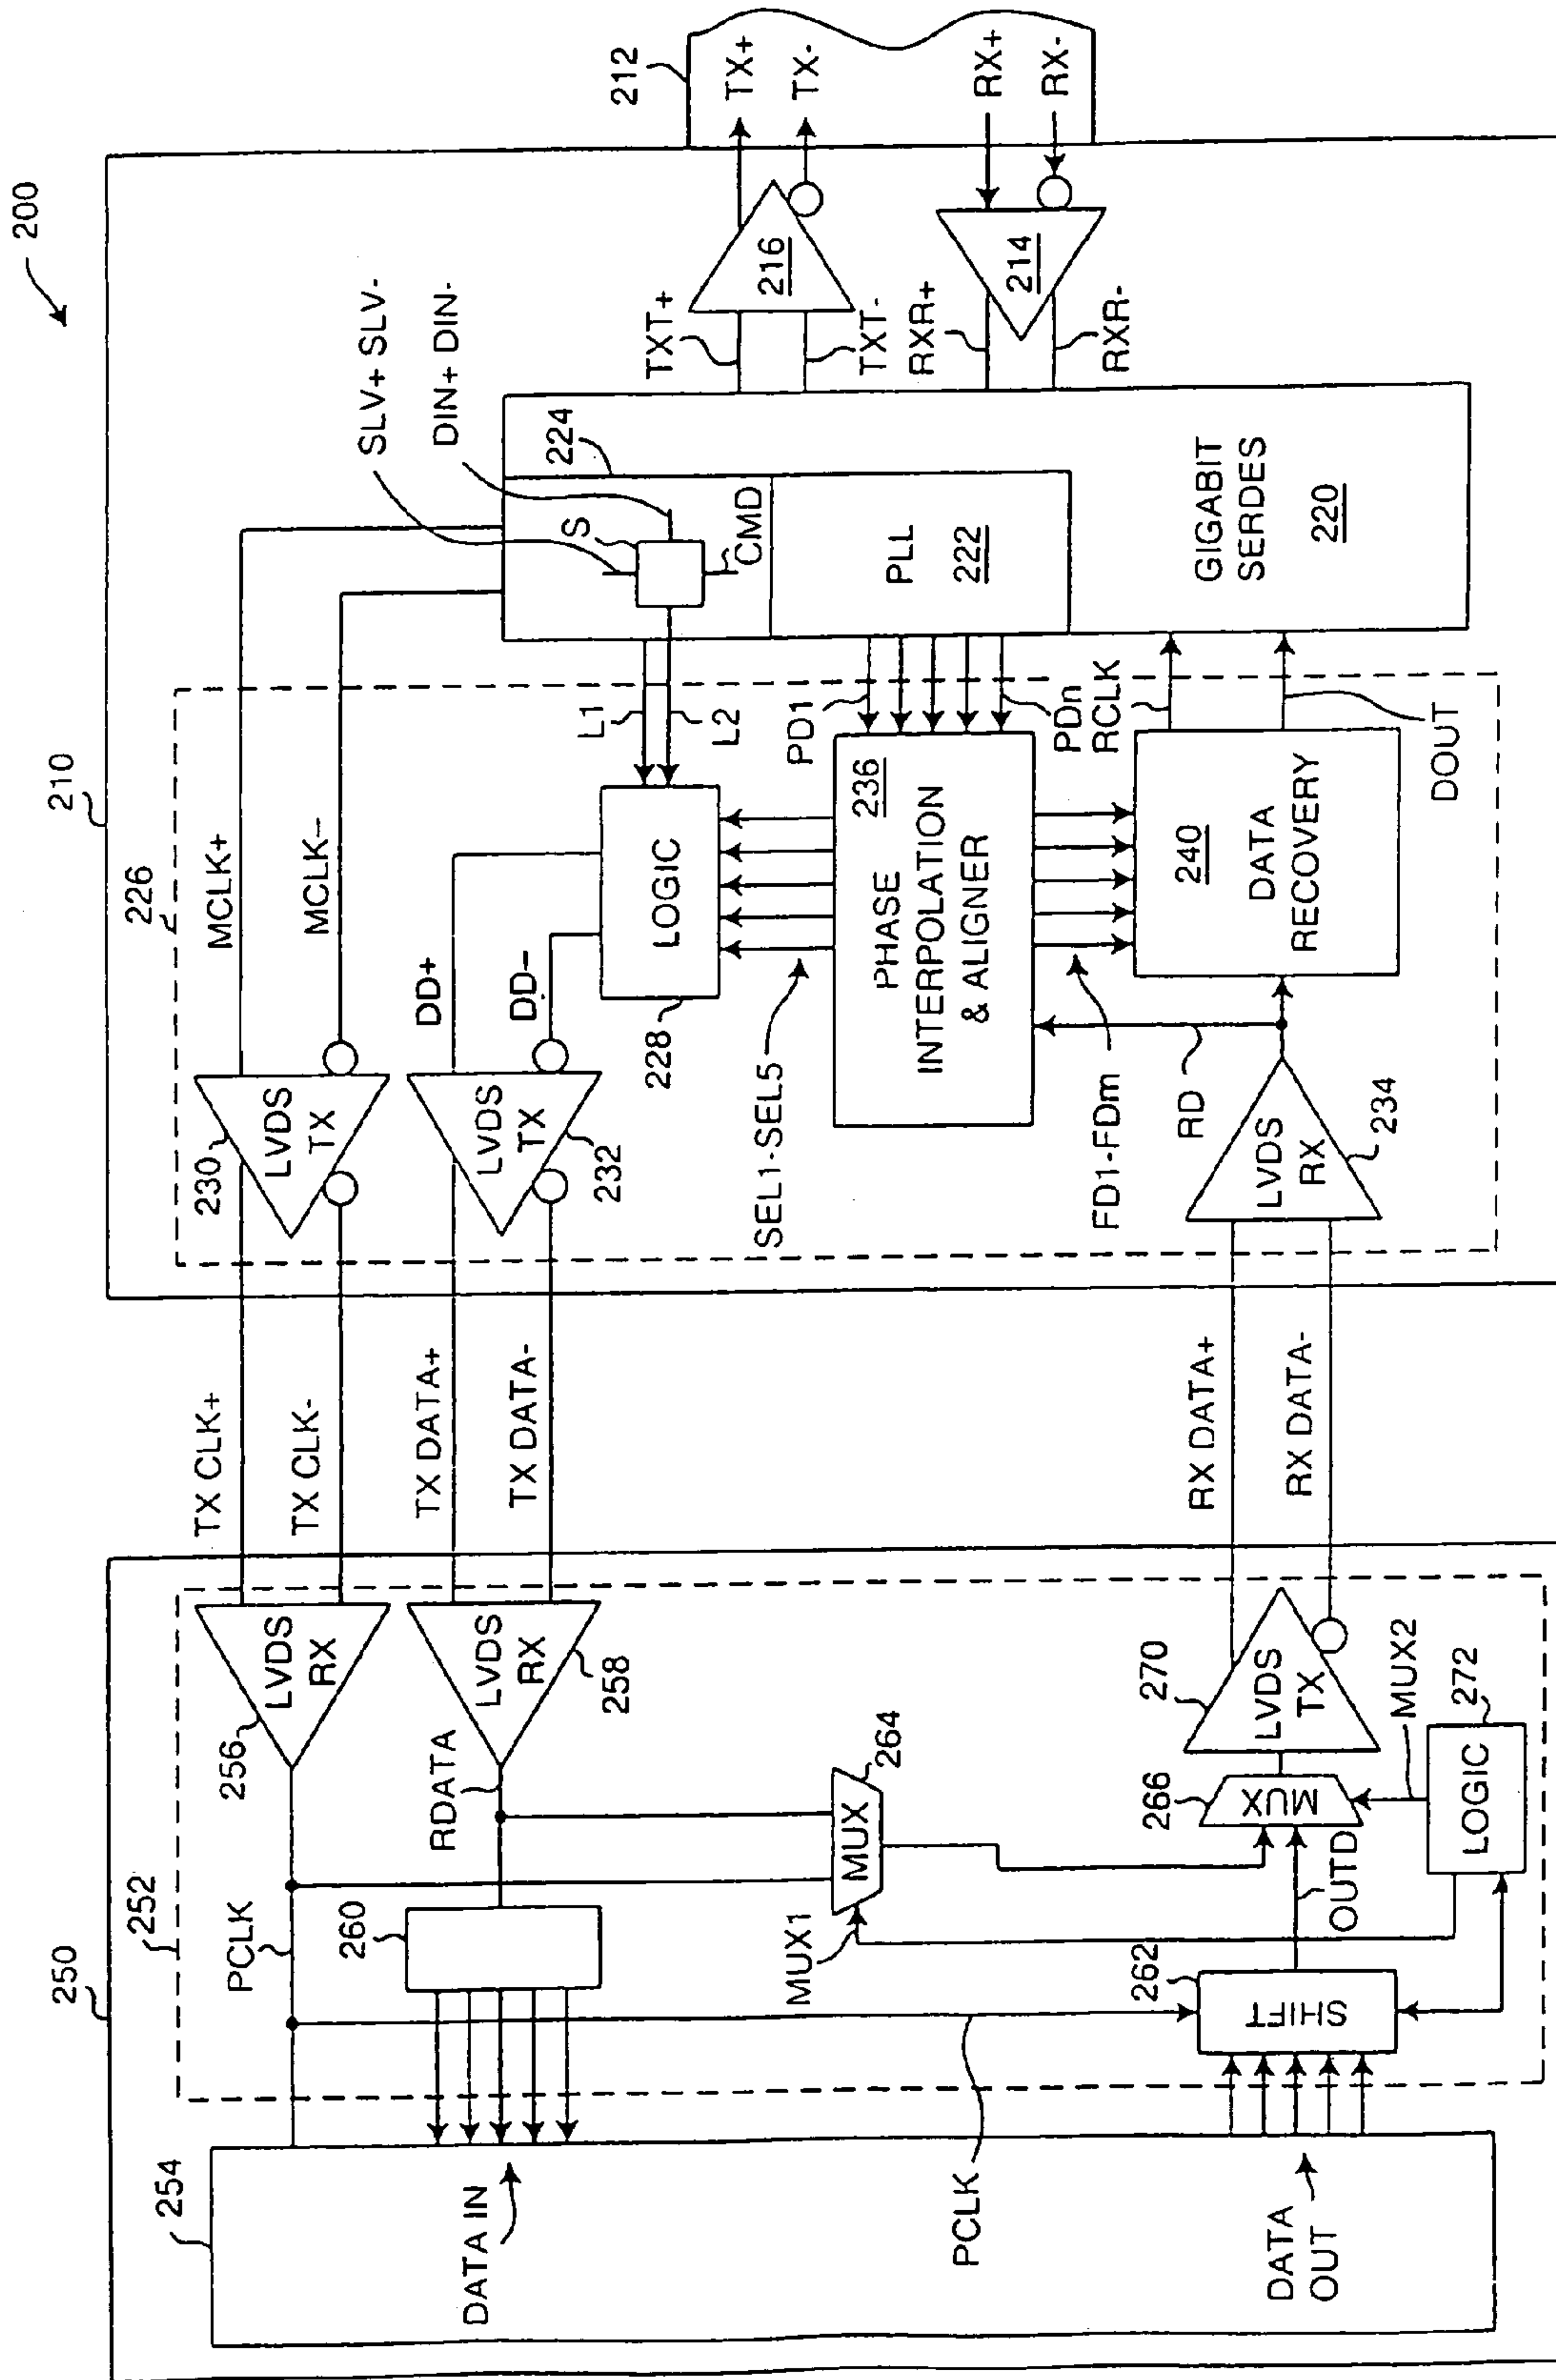 200
210
212
TX+
TX-
RX+
RX-
216
214
TXT+
TXT-
RXR+
RXR-
SLV+ SLV-
DIN+ DIN-
224
S
CMD
PLL
222
GIGABIT
SERDES
220
226
MCLK+
MCLK-
L1
L2
PD1
PDn
RCLK
DOUT
DD+
DD-
LOGIC
228
236
PHASE
INTERPOLATION
& ALIGNER
240
DATA
RECOVERY
SEL1-SEL5
FD1-FDm
RD
230
LVDS
TX
LVDS
TX
232
LVDS
RX
234
TX CLK+
TX CLK-
TX DATA+
TX DATA-
RX DATA+
RX DATA-
250
252
254
LVDS
RX
256
LVDS
RX
258
RDATA
PCLK
260
MUX
264
MUX1
270
LVDS
TX
266
MUX
MUX2
272
LOGIC
OUTD
262
SHIFT
DATA IN
PCLK
DATA
OUT